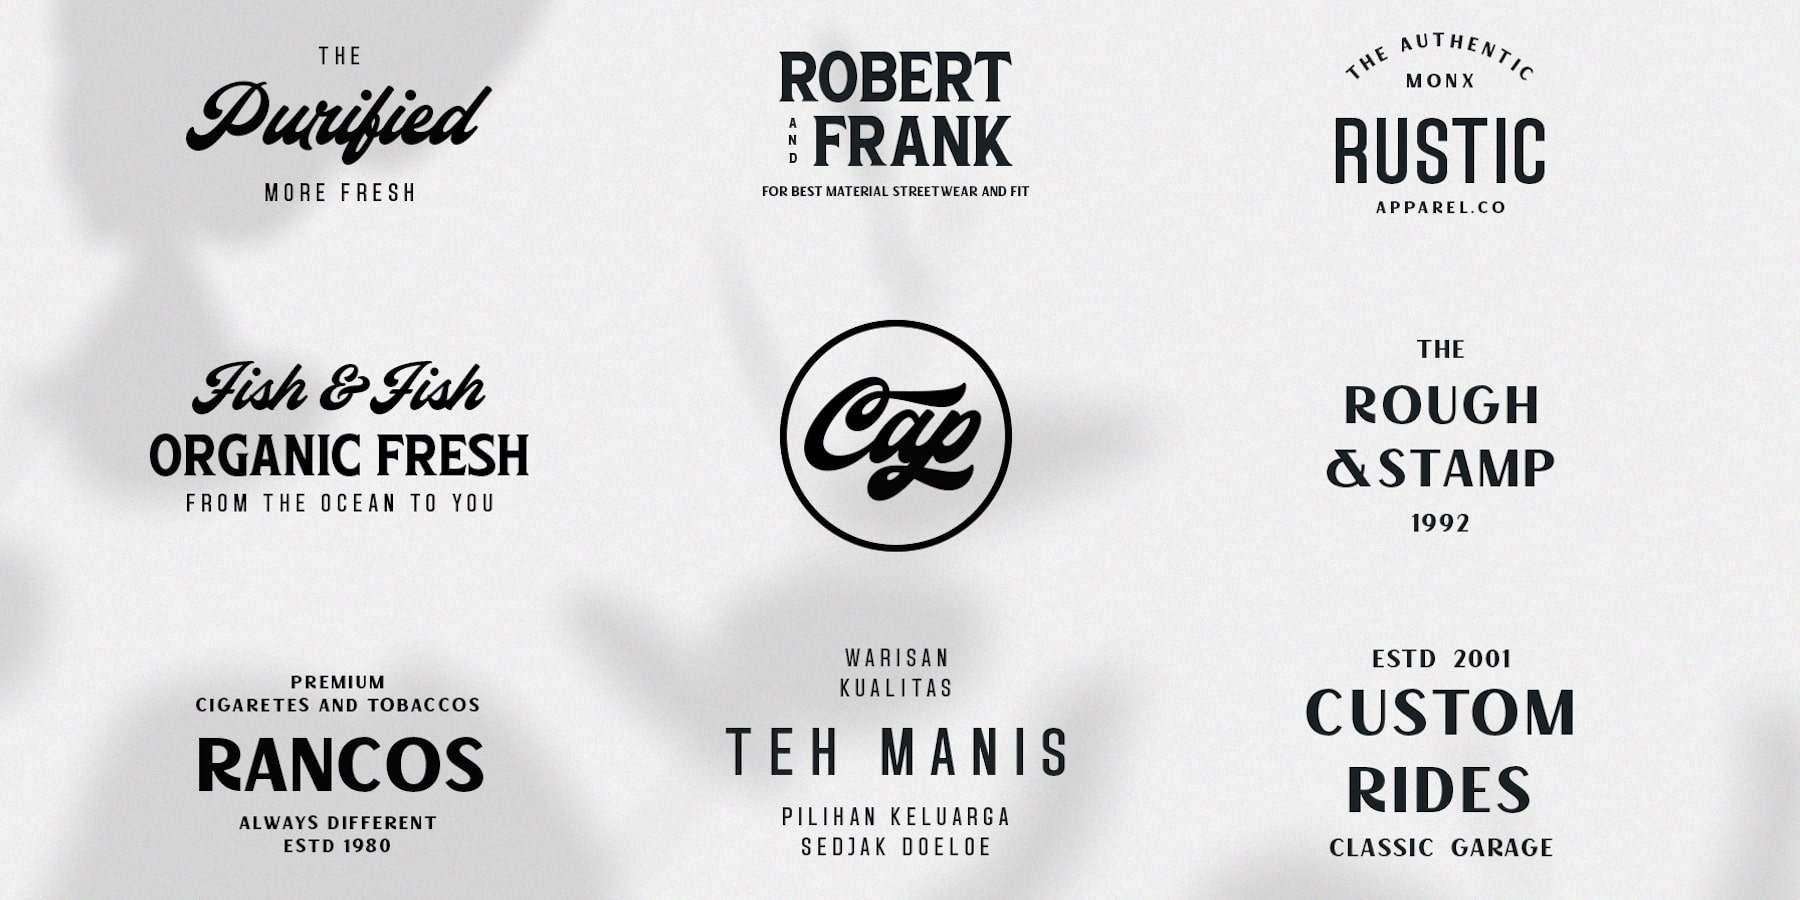 THE
Purified
MORE FRESH
ROBERT
AND FRANK
FOR BEST MATERIAL STREETWEAR AND FIT
THE AUTHENTIC
MONX
RUSTIC
APPAREL.CO
Fish & Fish
ORGANIC FRESH
FROM THE OCEAN TO YOU
Cap
THE
ROUGH
& STAMP
1992
PREMIUM
CIGARETES AND TOBACCOS
RANCOS
ALWAYS DIFFERENT
ESTD 1980
WARISAN
KUALITAS
TEH MANIS
PILIHAN KELUARGA
SEDJAK DOELOE
ESTD 2001
CUSTOM
RIDES
CLASSIC GARAGE